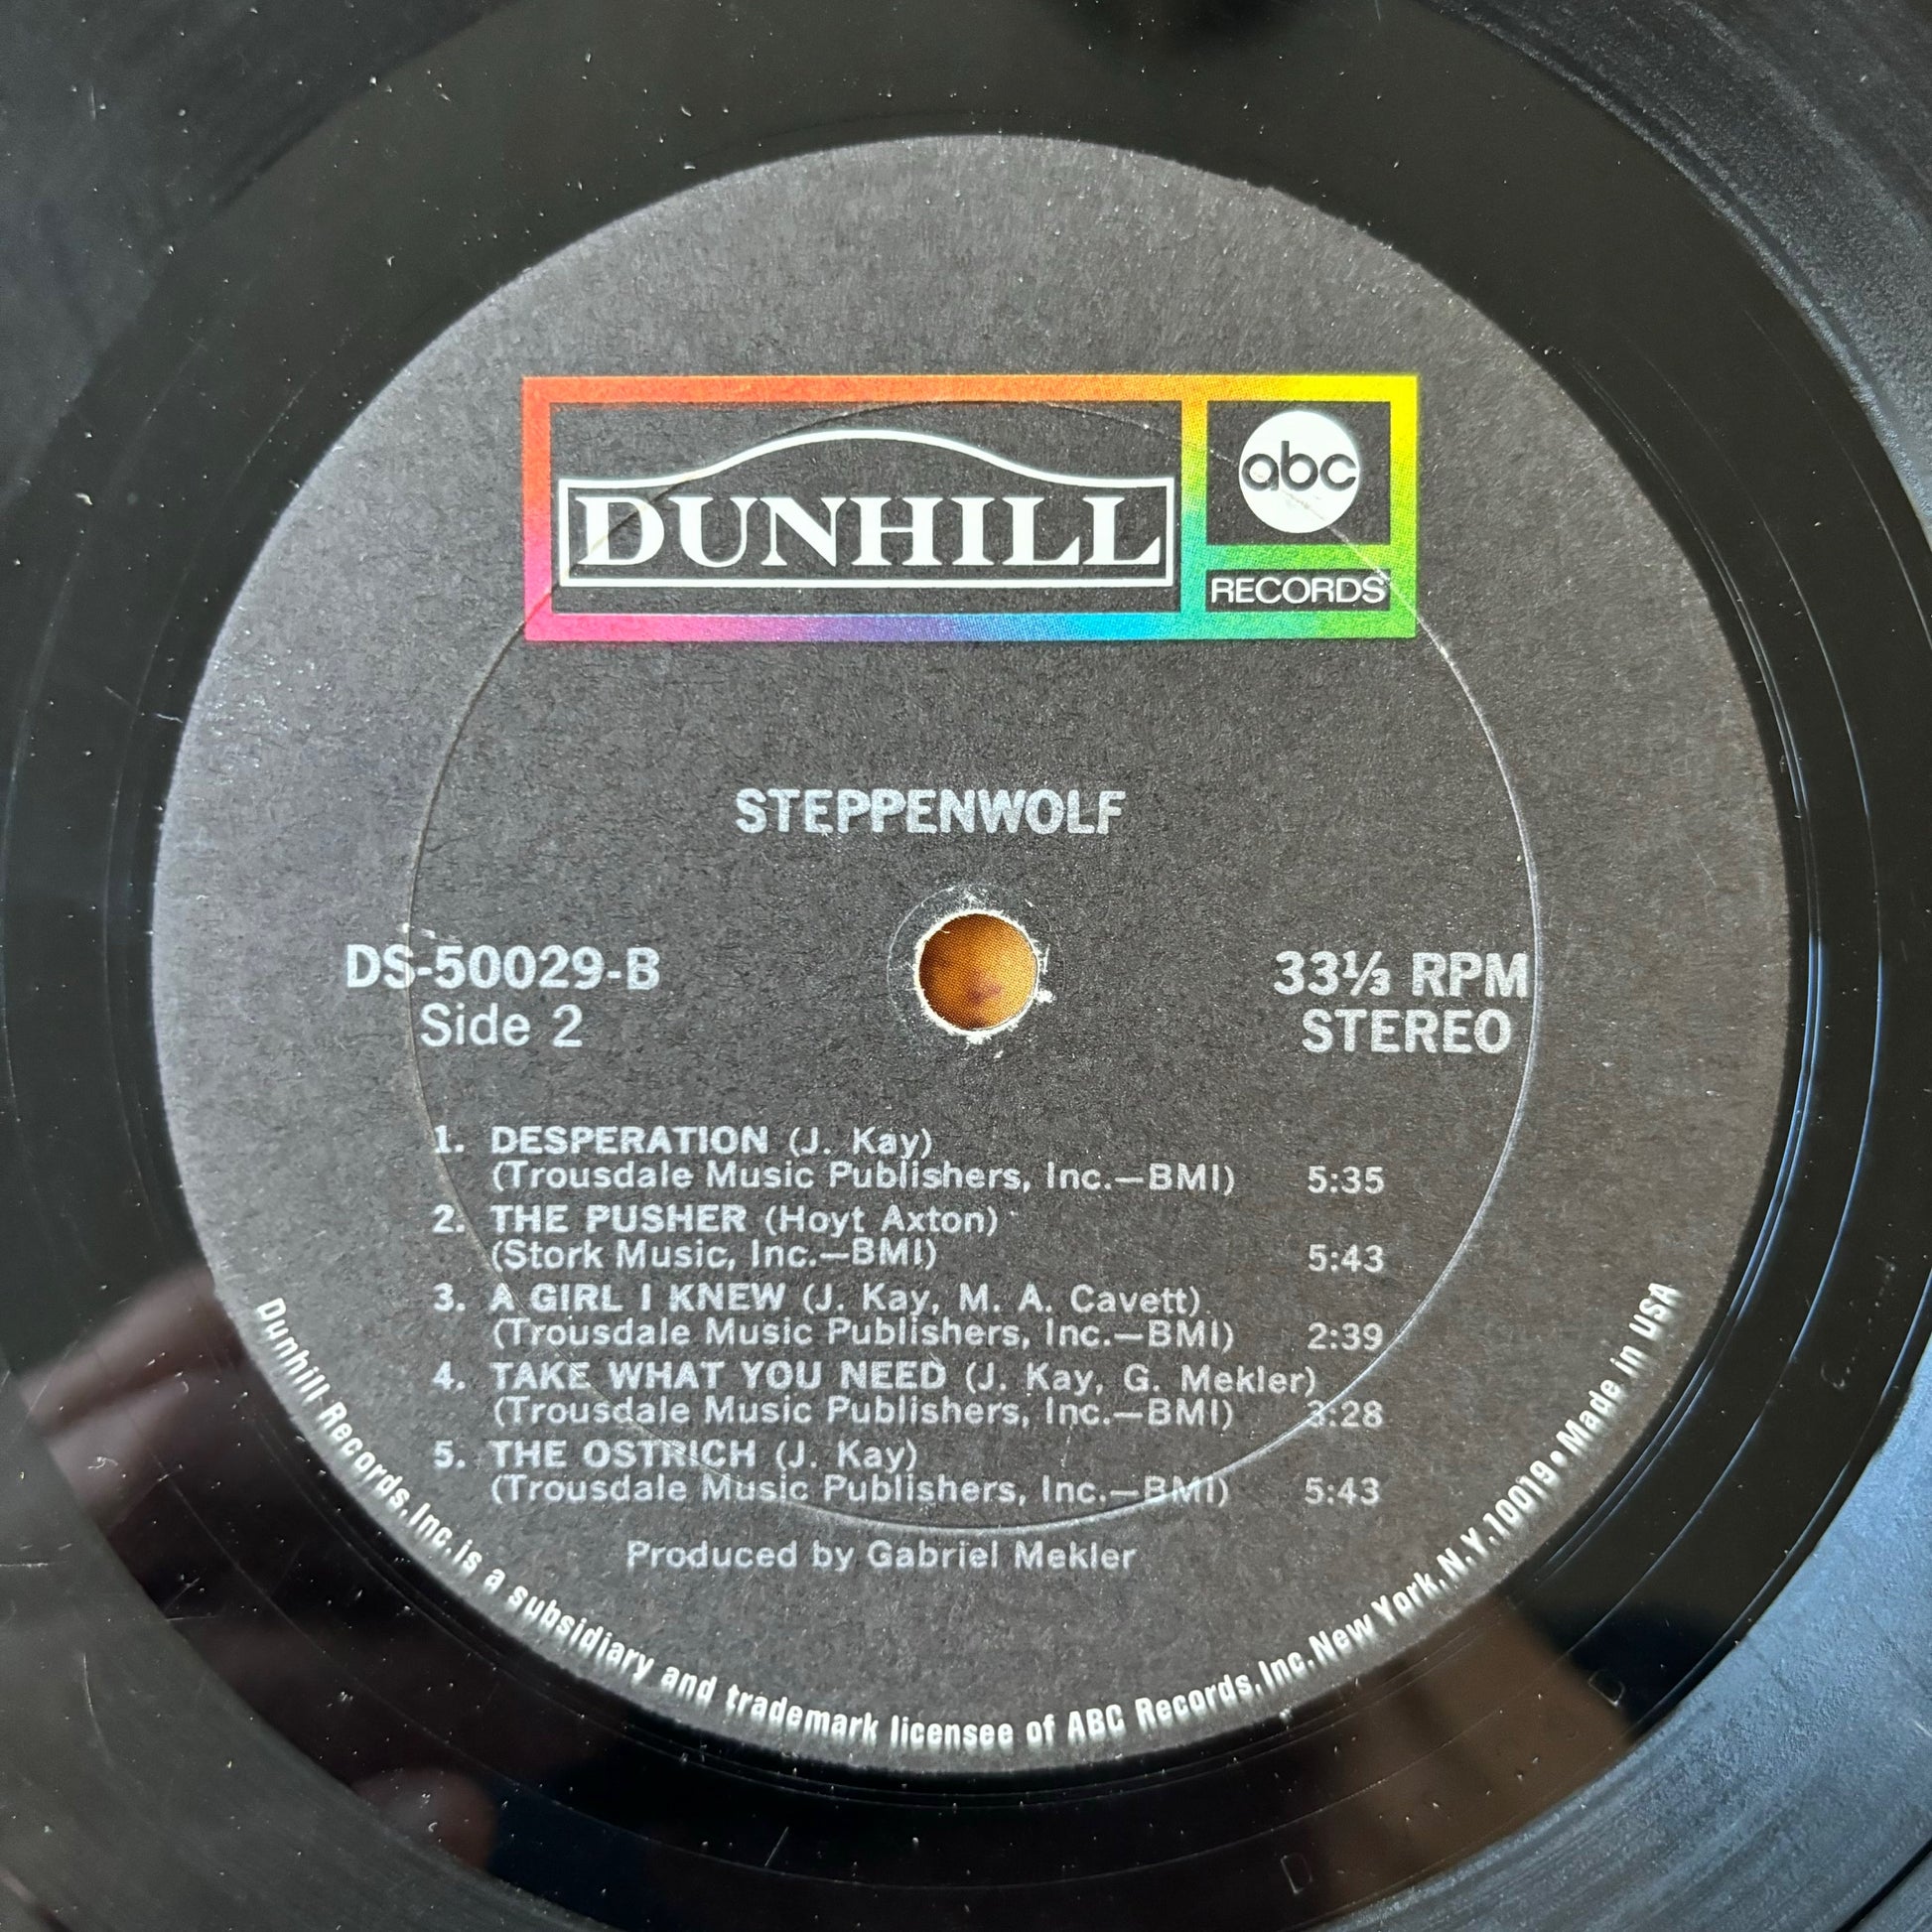 DUNHILL
abc
RECORDS
STEPPENWOLF
DS-50029-B
Side 2
33⅓ RPM
STEREO
1. DESPERATION (J. Kay)
(Trousdale Music Publishers, Inc.—BMI) 5:35
2. THE PUSHER (Hoyt Axton)
(Stork Music, Inc.—BMI) 5:43
3. A GIRL I KNEW (J. Kay, M. A. Cavett)
(Trousdale Music Publishers, Inc.—BMI) 2:39
4. TAKE WHAT YOU NEED (J. Kay, G. Mekler)
(Trousdale Music Publishers, Inc.—BMI) 3:28
5. THE OSTRICH (J. Kay)
(Trousdale Music Publishers, Inc.—BMI) 5:43
Produced by Gabriel Mekler
Dunhill Records, Inc. is a subsidiary and trademark licensee of ABC Records, Inc. New York, N.Y. 10019 • Made in USA